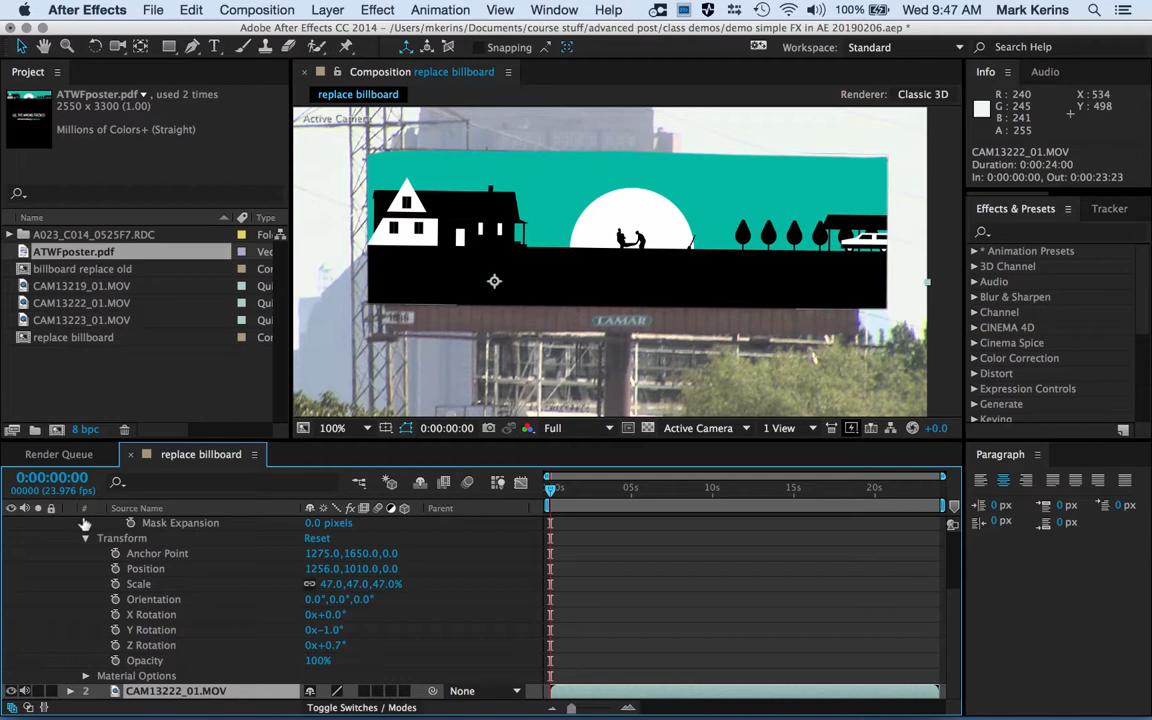 After Effects File Edit Composition Layer Effect Animation View Window Help 100% Wed 9:47 AM Mark Kerins
Adobe After Effects CC 2014 - /Users/mkerins/Documents/course stuff/advanced post/class demos/demo simple FX in AE 20190206.aep *
Snapping Workspace: Standard Search Help
Project
ATWFposter.pdf ▾, used 2 times
2550 x 3300 (1.00)
Millions of Colors+ (Straight)
Name Type
A023_C014_0525F7.RDC Fol
ATWFposter.pdf Vec
billboard replace old Cor
CAM13219_01.MOV Qui
CAM13222_01.MOV Qui
CAM13223_01.MOV Qui
replace billboard Cor
8 bpc
Composition replace billboard
replace billboard Renderer: Classic 3D
Active Camera
TAMAR
100% 0:00:00:00 Full Active Camera 1 View +0.0
Info Audio
R: 240 X: 534
G: 245 Y: 498
B: 241
A: 255
CAM13222_01.MOV
Duration: 0:00:24:00
In: 0:00:00:00, Out: 0:00:23:23
Effects & Presets Tracker
* Animation Presets
3D Channel
Audio
Blur & Sharpen
Channel
CINEMA 4D
Cinema Spice
Color Correction
Distort
Expression Controls
Generate
Keying
Render Queue replace billboard
0:00:00:00
00000 (23.976 fps)
05s 10s 15s 20s
# Source Name Parent
Mask Expansion 0.0 pixels
Transform Reset
Anchor Point 1275.0,1650.0,0.0
Position 1256.0,1010.0,0.0
Scale 47.0,47.0,47.0%
Orientation 0.0°,0.0°,0.0°
X Rotation 0x+0.0°
Y Rotation 0x-1.0°
Z Rotation 0x+0.7°
Opacity 100%
Material Options
2 CAM13222_01.MOV None
Toggle Switches / Modes
Paragraph
0 px 0 px 0 px
0 px 0 px